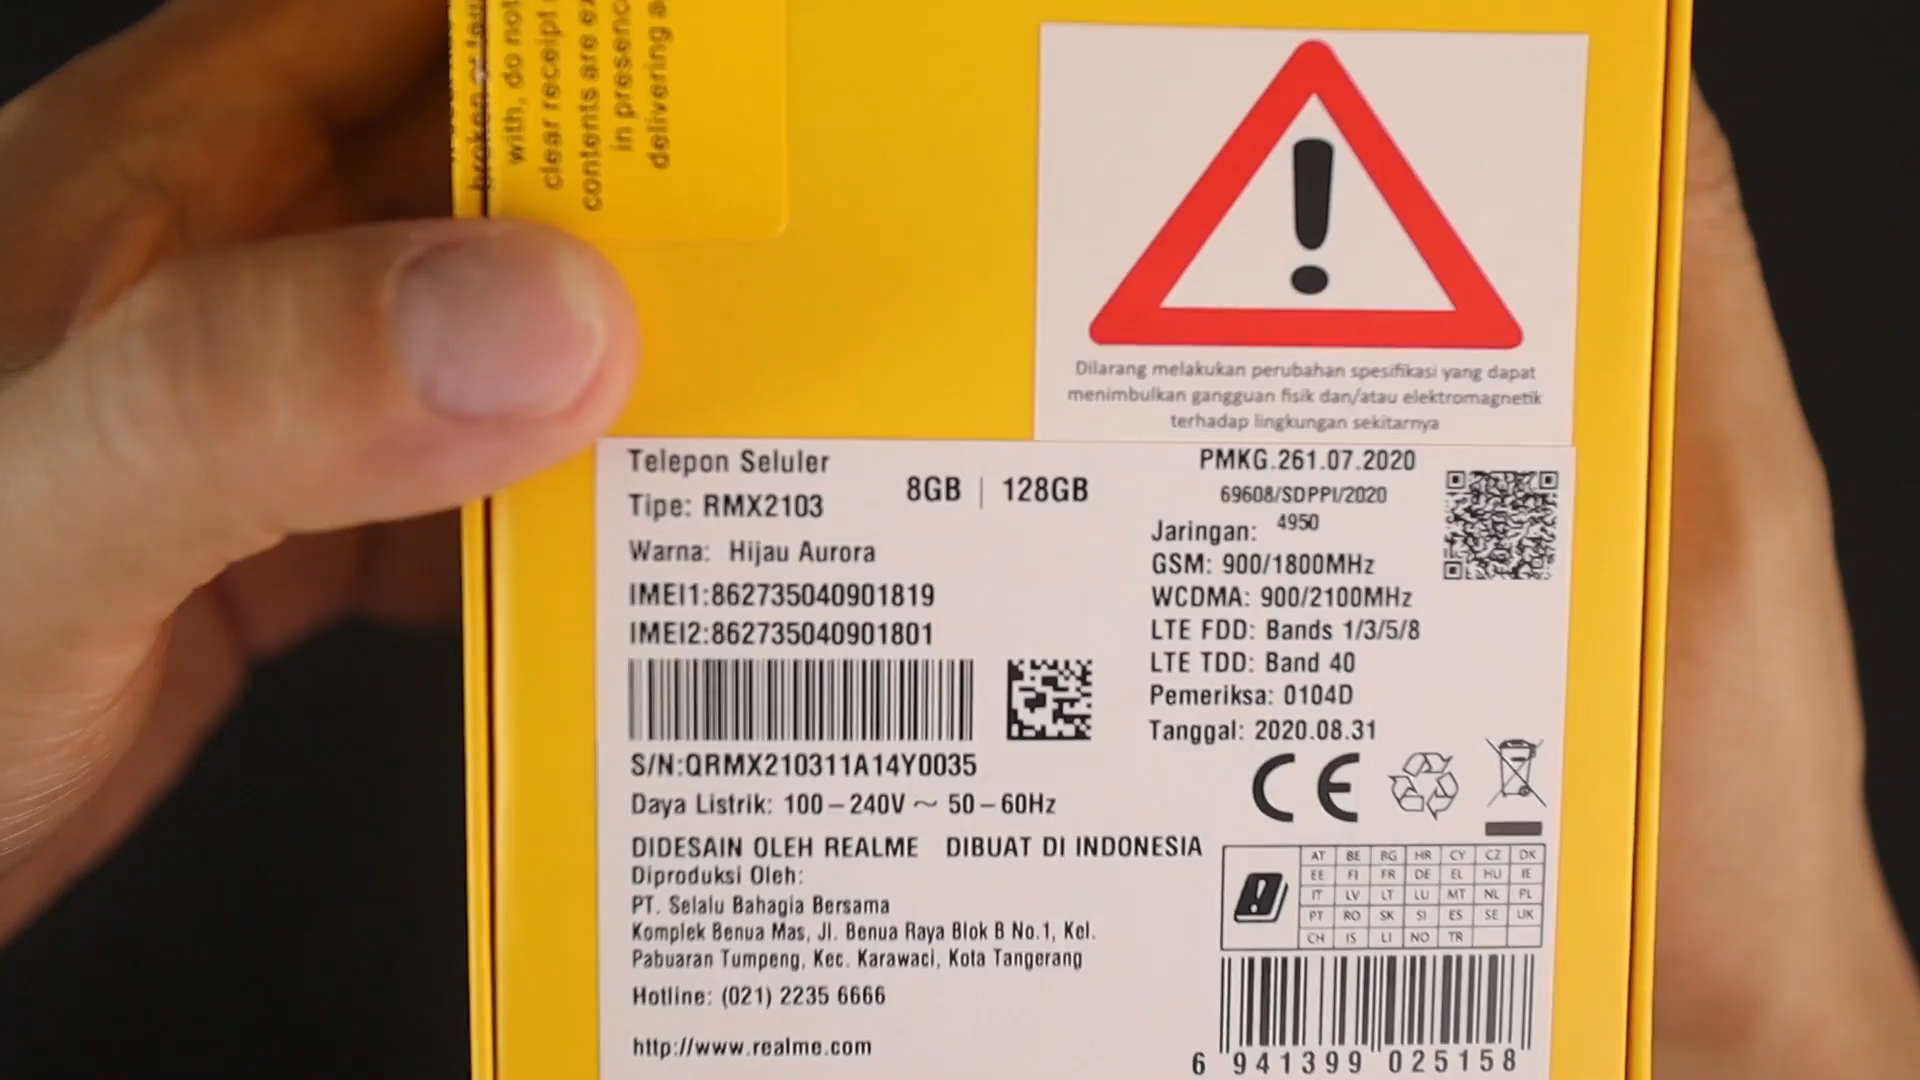 broken or
with, do not
clear receipt
contents are
in presence
delivering
Dilarang melakukan perubahan spesifikasi yang dapat
menimbulkan gangguan fisik dan/atau elektromagnetik
terhadap lingkungan sekitarnya
Telepon Seluler
Tipe: RMX2103
8GB | 128GB
Warna: Hijau Aurora
IMEI1:862735040901819
IMEI2:862735040901801
S/N:QRMX210311A14Y0035
Daya Listrik: 100–240V ~ 50–60Hz
DIDESAIN OLEH REALME DIBUAT DI INDONESIA
Diproduksi Oleh:
PT. Selalu Bahagia Bersama
Komplek Benua Mas, Jl. Benua Raya Blok B No.1, Kel.
Pabuaran Tumpeng, Kec. Karawaci, Kota Tangerang
Hotline: (021) 2235 6666
http://www.realme.com
PMKG.261.07.2020
69608/SDPPI/2020
4950
Jaringan:
GSM: 900/1800MHz
WCDMA: 900/2100MHz
LTE FDD: Bands 1/3/5/8
LTE TDD: Band 40
Pemeriksa: 0104D
Tanggal: 2020.08.31
CE
AT BE BG HR CY CZ DK
EE FI FR DE EL HU IE
IT LV LT LU MT NL PL
PT RO SK SI ES SE UK
CH IS LI NO TR
6 941399 025158